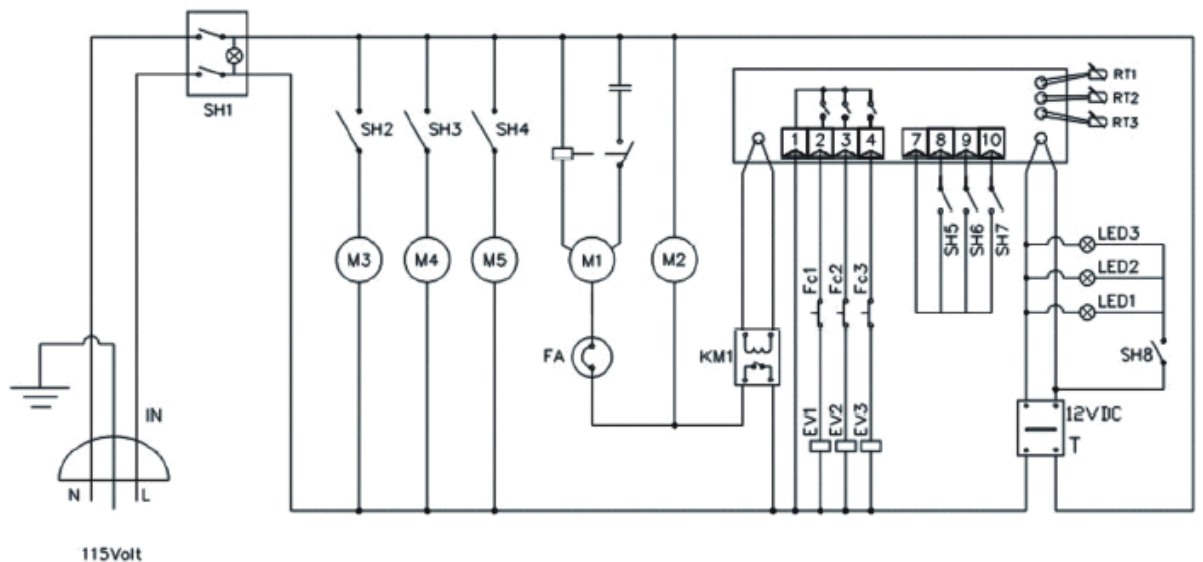 SH1
RT1
RT2
RT3
SH2 SH3 SH4
1 2 3 4 7 8 9 10
SH5 SH6 SH7
M3 M4 M5 M1 M2
Fc1 Fc2 Fc3
LED3
LED2
LED1
FA
KM1
SH8
EV1 EV2 EV3
12VDC
T
IN
N L
115Volt